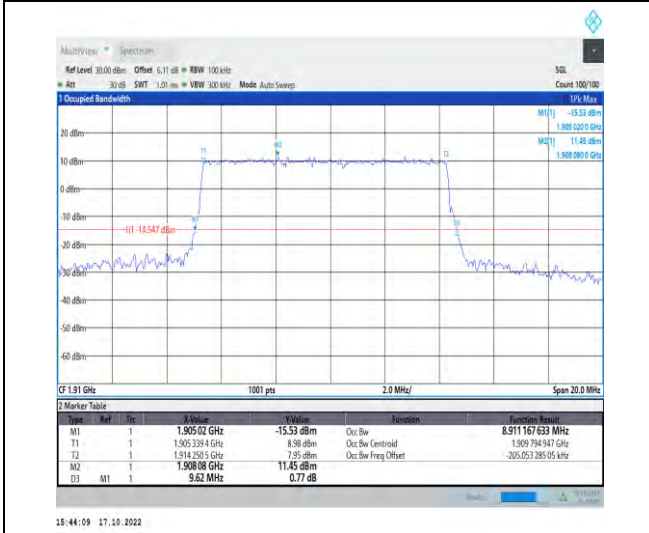 MultiView Spectrum
Ref Level 30.00 dBm Offset 6.11 dB RBW 100 kHz SGL
Att 30 dB SWT 1.01 ms VBW 300 kHz Mode Auto Sweep Count 100/100
1 Occupied Bandwidth 1Pk Max
M1[1] -15.53 dBm
1.905 020 0 GHz
M2[1] 11.45 dBm
1.908 080 0 GHz
20 dBm
T1 M2 T2
10 dBm
0 dBm
-10 dBm
M1 D3
H1 -14.547 dBm
-20 dBm
-30 dBm
-40 dBm
-50 dBm
-60 dBm
CF 1.91 GHz 1001 pts 2.0 MHz/ Span 20.0 MHz
2 Marker Table
Type Ref Trc X-Value Y-Value Function Function Result
M1 1 1.905 02 GHz -15.53 dBm Occ Bw 8.911 167 633 MHz
T1 1 1.905 339 4 GHz 8.98 dBm Occ Bw Centroid 1.909 794 947 GHz
T2 1 1.914 250 5 GHz 7.95 dBm Occ Bw Freq Offset -205.053 285 05 kHz
M2 1 1.908 08 GHz 11.45 dBm
D3 M1 1 9.62 MHz 0.77 dB
15:44:09 17.10.2022